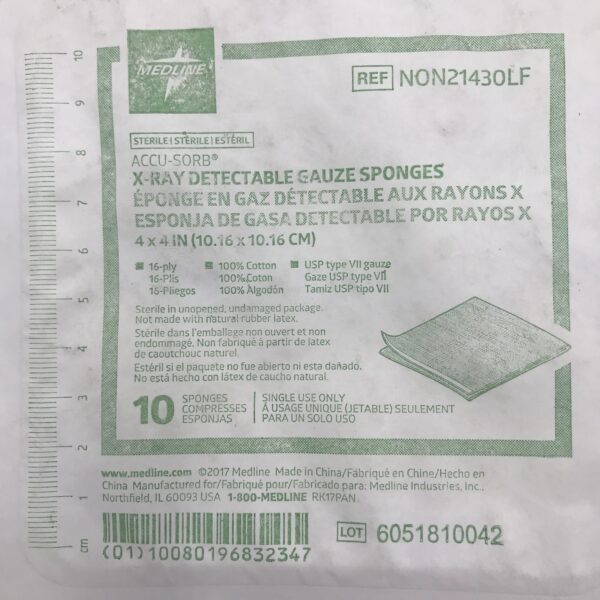 MEDLINE
REF NON21430LF
STERILE | STÉRILE | ESTÉRIL
ACCU-SORB®
X-RAY DETECTABLE GAUZE SPONGES
ÉPONGE EN GAZ DÉTECTABLE AUX RAYONS X
ESPONJA DE GASA DETECTABLE POR RAYOS X
4 x 4 IN (10.16 x 10.16 CM)
16-ply 100% Cotton USP type VII gauze
16-Plis 100% Coton Gaze USP type VII
16-Pliegos 100% Algodón Tamiz USP tipo VII
Sterile in unopened, undamaged package.
Not made with natural rubber latex.
Stérile dans l'emballage non ouvert et non
endommagé. Non fabriqué à partir de latex
de caoutchouc naturel.
Estéril si el paquete no fue abierto ni esta dañado.
No está hecho con látex de caucho natural.
10 SPONGES
COMPRESSES
ESPONJAS
SINGLE USE ONLY
À USAGE UNIQUE (JETABLE) SEULEMENT
PARA UN SOLO USO
www.medline.com ©2017 Medline Made in China/Fabriqué en Chine/Hecho en
China Manufactured for/Fabriqué pour/Fabricado para: Medline Industries, Inc.,
Northfield, IL 60093 USA 1-800-MEDLINE RK17PAN
(01)10080196832347
LOT 6051810042
10
9
8
7
6
5
4
3
2
1
cm